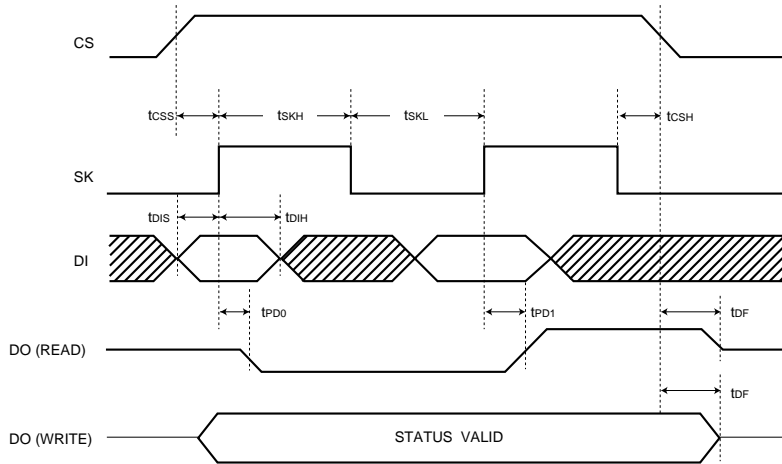 CS
tCSS tSKH tSKL tCSH
SK
tDIS tDIH
DI
tPD0 tPD1 tDF
DO (READ)
tDF
DO (WRITE) STATUS VALID